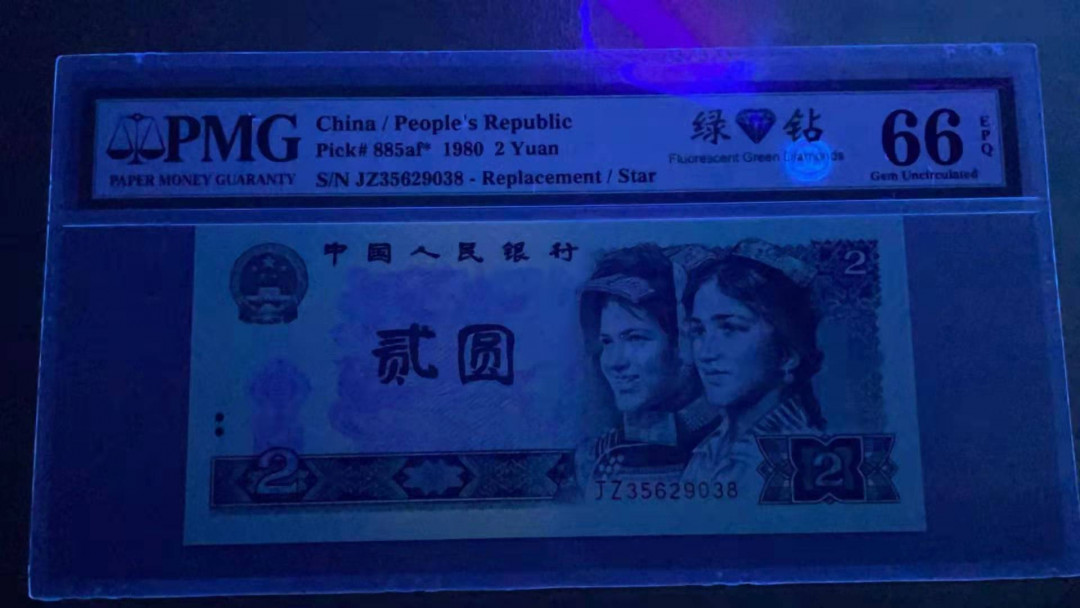 PMG
PAPER MONEY GUARANTY
China / People's Republic
Pick# 885af* 1980 2 Yuan
S/N JZ35629038 - Replacement / Star
绿 钻
Fluorescent Green Diamonds
66
EPQ
Gem Uncirculated
中国人民银行
2
贰圆
2
JZ35629038
2